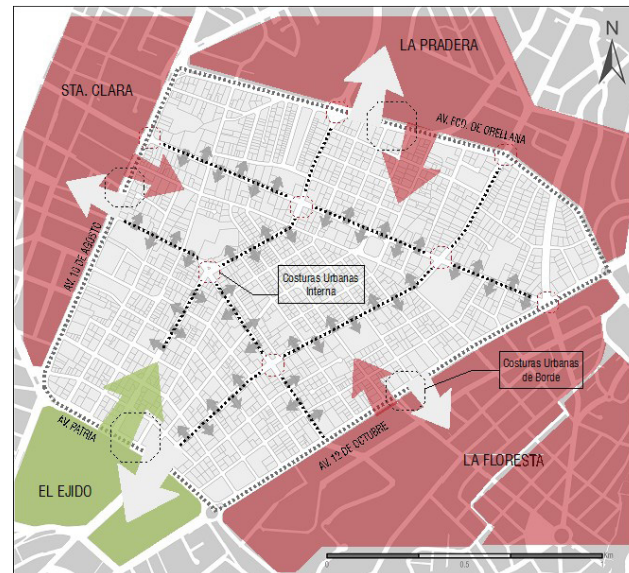 LA PRADERA
N
STA. CLARA
AV. FCO. DE ORELLANA
AV. 10 DE AGOSTO
Costuras Urbanas
Interna
Costuras Urbanas
de Borde
AV. PATRIA
AV. 12 DE OCTUBRE
LA FLORESTA
EL EJIDO
Km
0
0.5
1